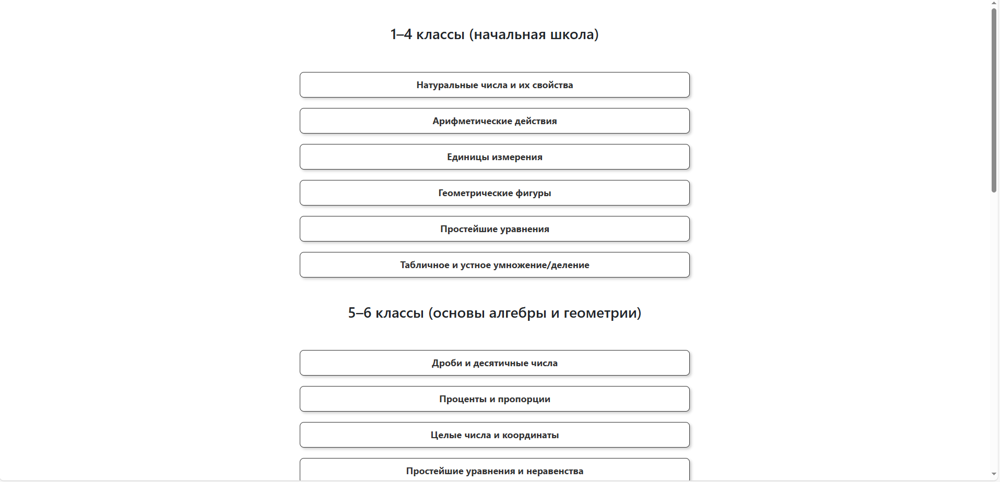 1–4 классы (начальная школа)
Натуральные числа и их свойства
Арифметические действия
Единицы измерения
Геометрические фигуры
Простейшие уравнения
Табличное и устное умножение/деление
5–6 классы (основы алгебры и геометрии)
Дроби и десятичные числа
Проценты и пропорции
Целые числа и координаты
Простейшие уравнения и неравенства